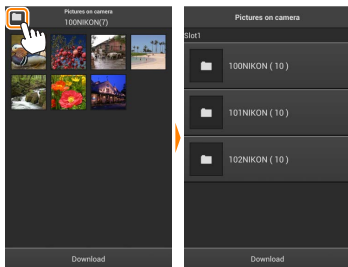 Pictures on camera
100NIKON(7)
Download
Pictures on camera
Slot1
100NIKON ( 10 )
101NIKON ( 10 )
102NIKON ( 10 )
Download